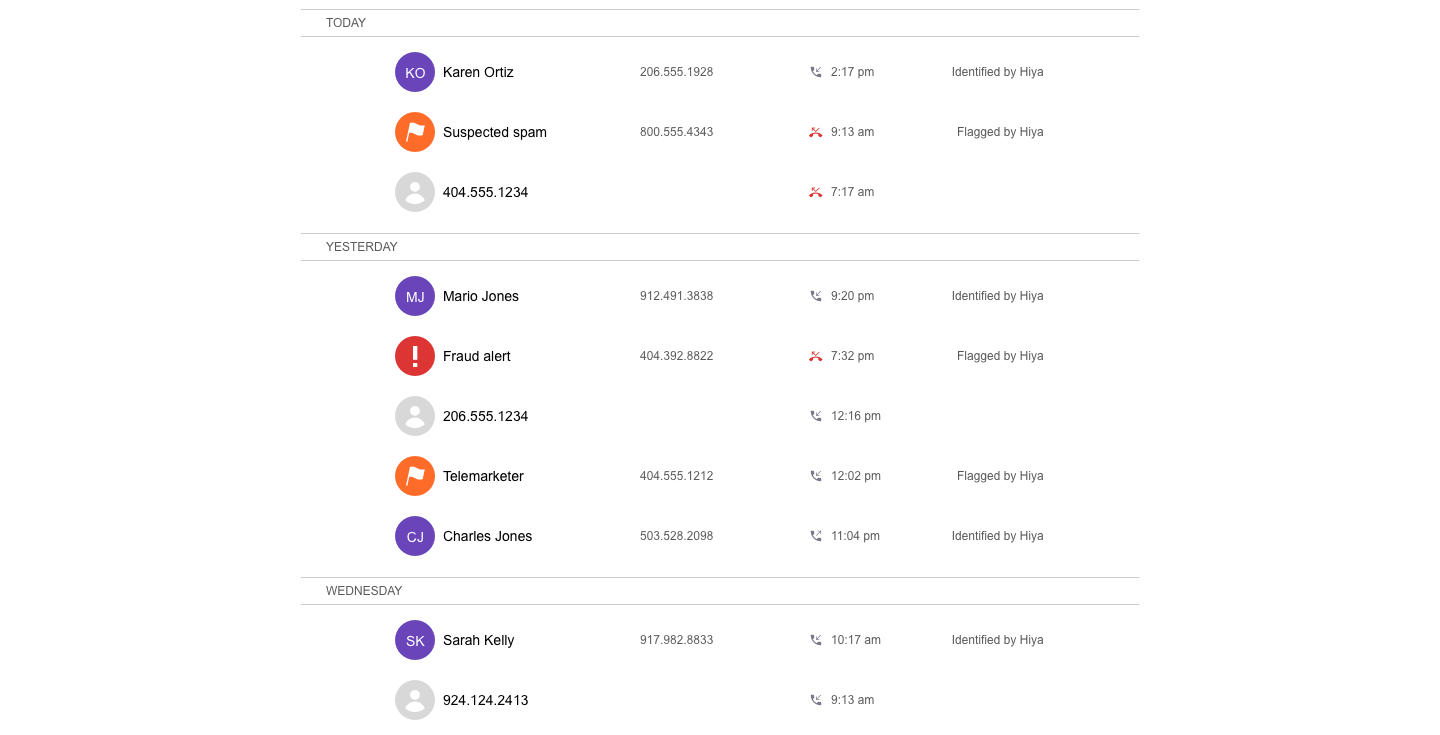 TODAY
KO Karen Ortiz 206.555.1928 2:17 pm Identified by Hiya
Suspected spam 800.555.4343 9:13 am Flagged by Hiya
404.555.1234 7:17 am
YESTERDAY
MJ Mario Jones 912.491.3838 9:20 pm Identified by Hiya
Fraud alert 404.392.8822 7:32 pm Flagged by Hiya
206.555.1234 12:16 pm
Telemarketer 404.555.1212 12:02 pm Flagged by Hiya
CJ Charles Jones 503.528.2098 11:04 pm Identified by Hiya
WEDNESDAY
SK Sarah Kelly 917.982.8833 10:17 am Identified by Hiya
924.124.2413 9:13 am